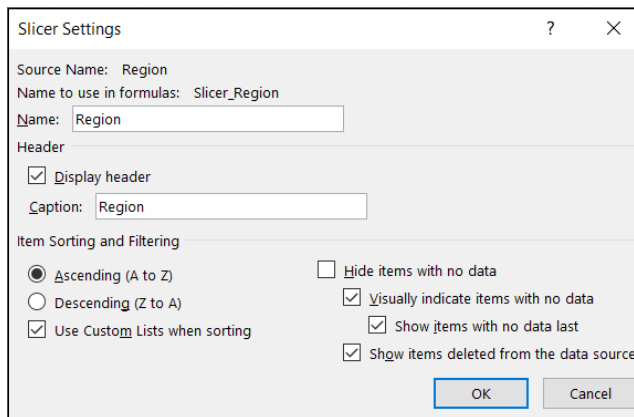 Slicer Settings ? ×
Source Name: Region
Name to use in formulas: Slicer_Region
Name: Region
Header
Display header
Caption: Region
Item Sorting and Filtering
Ascending (A to Z)
Descending (Z to A)
Use Custom Lists when sorting
Hide items with no data
Visually indicate items with no data
Show items with no data last
Show items deleted from the data source
OK Cancel